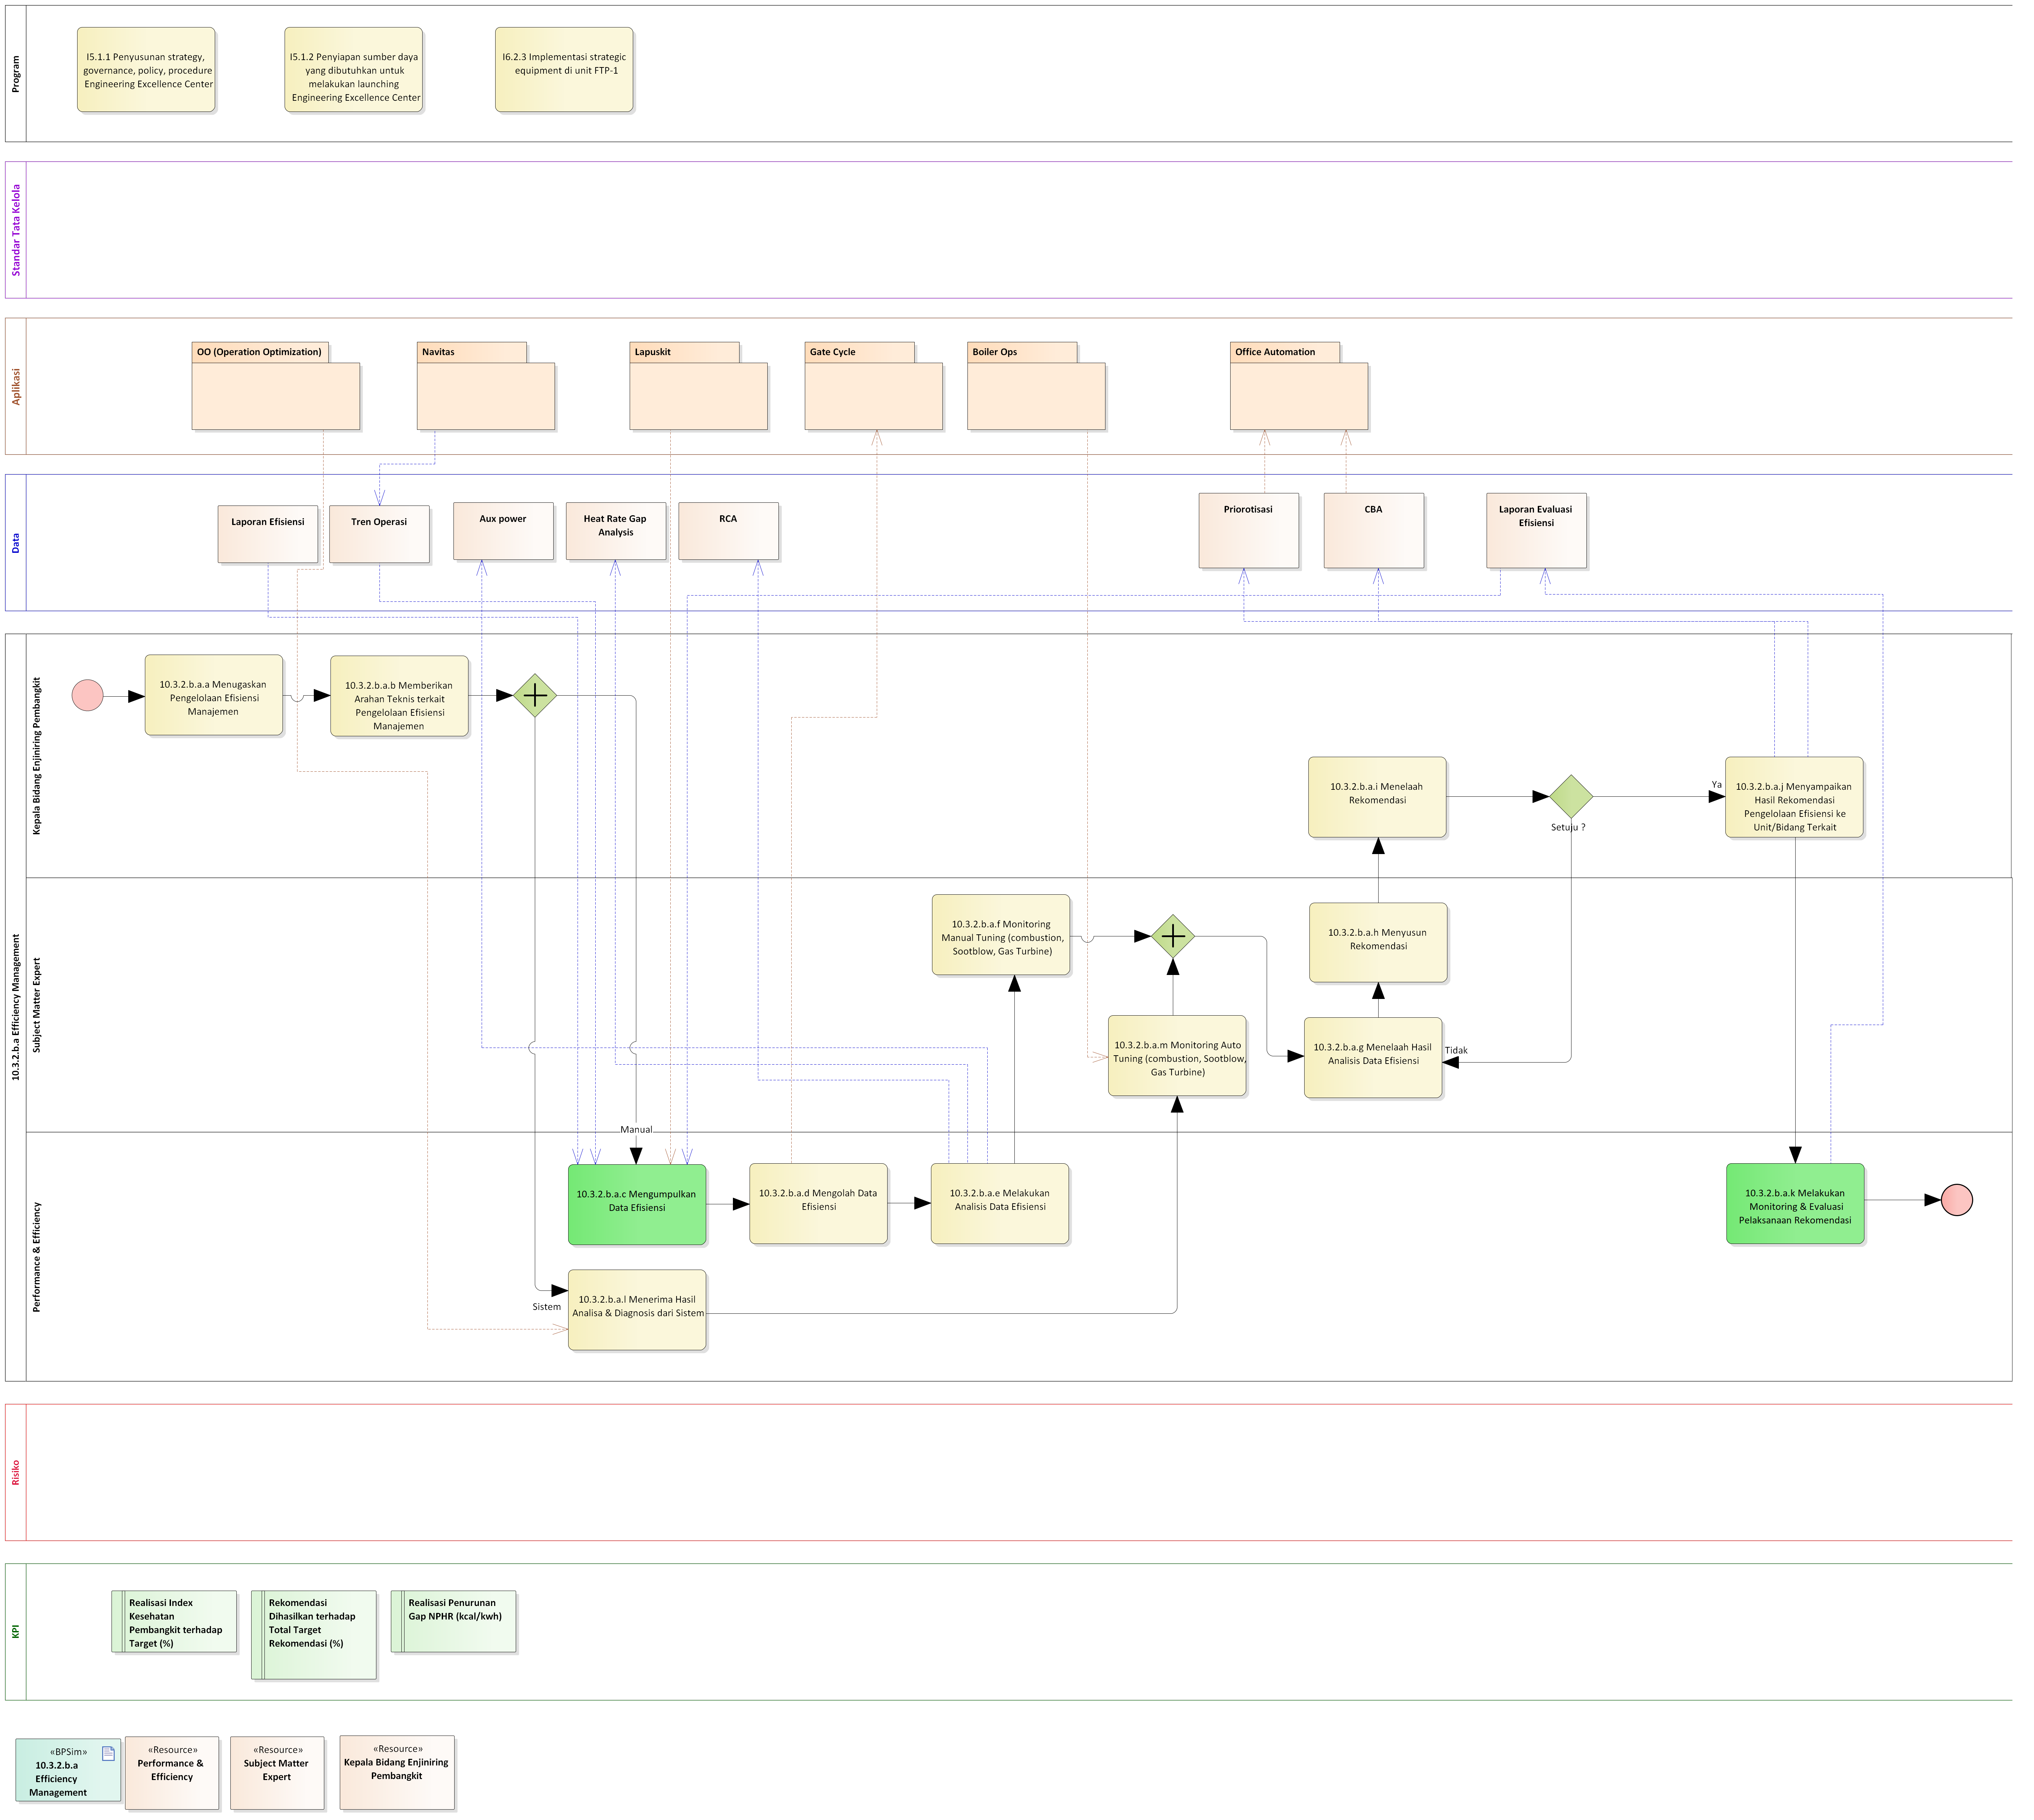 Program
I5.1.1 Penyusunan strategy,
governance, policy, procedure
Engineering Excellence Center
I5.1.2 Penyiapan sumber daya
yang dibutuhkan untuk
melakukan launching
Engineering Excellence Center
I6.2.3 Implementasi strategic
equipment di unit FTP-1
Standar Tata Kelola
Aplikasi
OO (Operation Optimization)
Navitas
Lapuskit
Gate Cycle
Boiler Ops
Office Automation
Data
Laporan Efisiensi
Tren Operasi
Aux power
Heat Rate Gap
Analysis
RCA
Priorotisasi
CBA
Laporan Evaluasi
Efisiensi
10.3.2.b.a Efficiency Management
Kepala Bidang Enjiniring Pembangkit
10.3.2.b.a.a Menugaskan
Pengelolaan Efisiensi
Manajemen
10.3.2.b.a.b Memberikan
Arahan Teknis terkait
Pengelolaan Efisiensi
Manajemen
10.3.2.b.a.i Menelaah
Rekomendasi
Setuju ?
Ya
10.3.2.b.a.j Menyampaikan
Hasil Rekomendasi
Pengelolaan Efisiensi ke
Unit/Bidang Terkait
Subject Matter Expert
10.3.2.b.a.f Monitoring
Manual Tuning (combustion,
Sootblow, Gas Turbine)
10.3.2.b.a.h Menyusun
Rekomendasi
10.3.2.b.a.m Monitoring Auto
Tuning (combustion, Sootblow,
Gas Turbine)
10.3.2.b.a.g Menelaah Hasil
Analisis Data Efisiensi
Tidak
Manual
Performance & Efficiency
10.3.2.b.a.c Mengumpulkan
Data Efisiensi
10.3.2.b.a.d Mengolah Data
Efisiensi
10.3.2.b.a.e Melakukan
Analisis Data Efisiensi
10.3.2.b.a.k Melakukan
Monitoring & Evaluasi
Pelaksanaan Rekomendasi
Sistem
10.3.2.b.a.l Menerima Hasil
Analisa & Diagnosis dari Sistem
Risiko
KPI
Realisasi Index
Kesehatan
Pembangkit terhadap
Target (%)
Rekomendasi
Dihasilkan terhadap
Total Target
Rekomendasi (%)
Realisasi Penurunan
Gap NPHR (kcal/kwh)
«BPSim»
10.3.2.b.a
Efficiency
Management
«Resource»
Performance &
Efficiency
«Resource»
Subject Matter
Expert
«Resource»
Kepala Bidang Enjiniring
Pembangkit